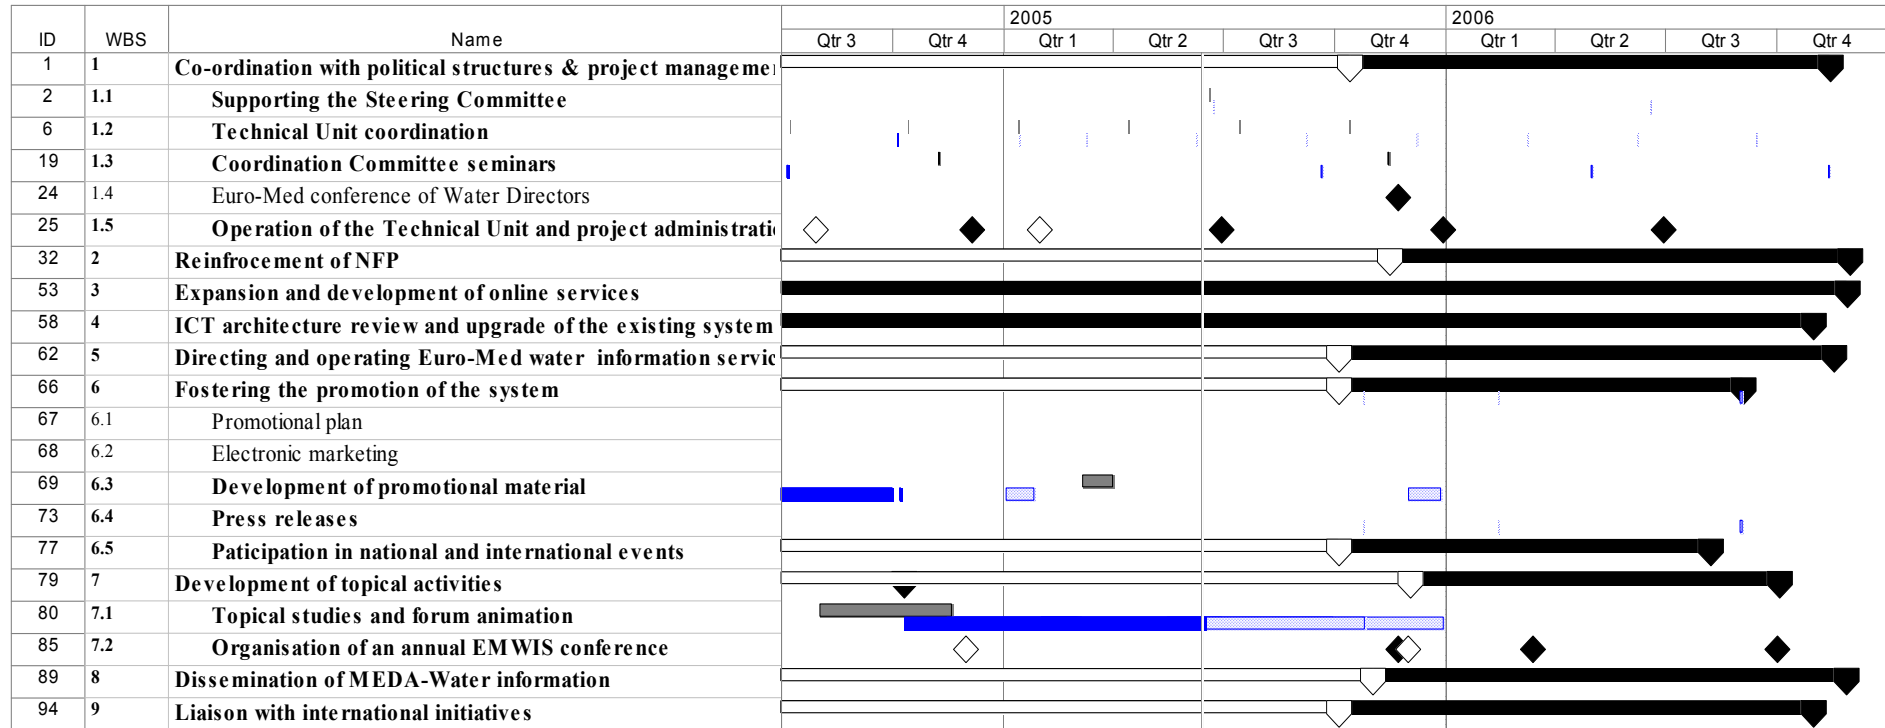 2005 2006
ID WBS Name Qtr 3 Qtr 4 Qtr 1 Qtr 2 Qtr 3 Qtr 4 Qtr 1 Qtr 2 Qtr 3 Qtr 4
1 1 Co-ordination with political structures & project manageme
2 1.1 Supporting the Steering Committee
6 1.2 Technical Unit coordination
19 1.3 Coordination Committee seminars
24 1.4 Euro-Med conference of Water Directors
25 1.5 Operation of the Technical Unit and project administrati
32 2 Reinfrocement of NFP
53 3 Expansion and development of online services
58 4 ICT architecture review and upgrade of the existing system
62 5 Directing and operating Euro-Med water information servic
66 6 Fostering the promotion of the system
67 6.1 Promotional plan
68 6.2 Electronic marketing
69 6.3 Development of promotional material
73 6.4 Press releases
77 6.5 Paticipation in national and international events
79 7 Development of topical activities
80 7.1 Topical studies and forum animation
85 7.2 Organisation of an annual EMWIS conference
89 8 Dissemination of MEDA-Water information
94 9 Liaison with international initiatives